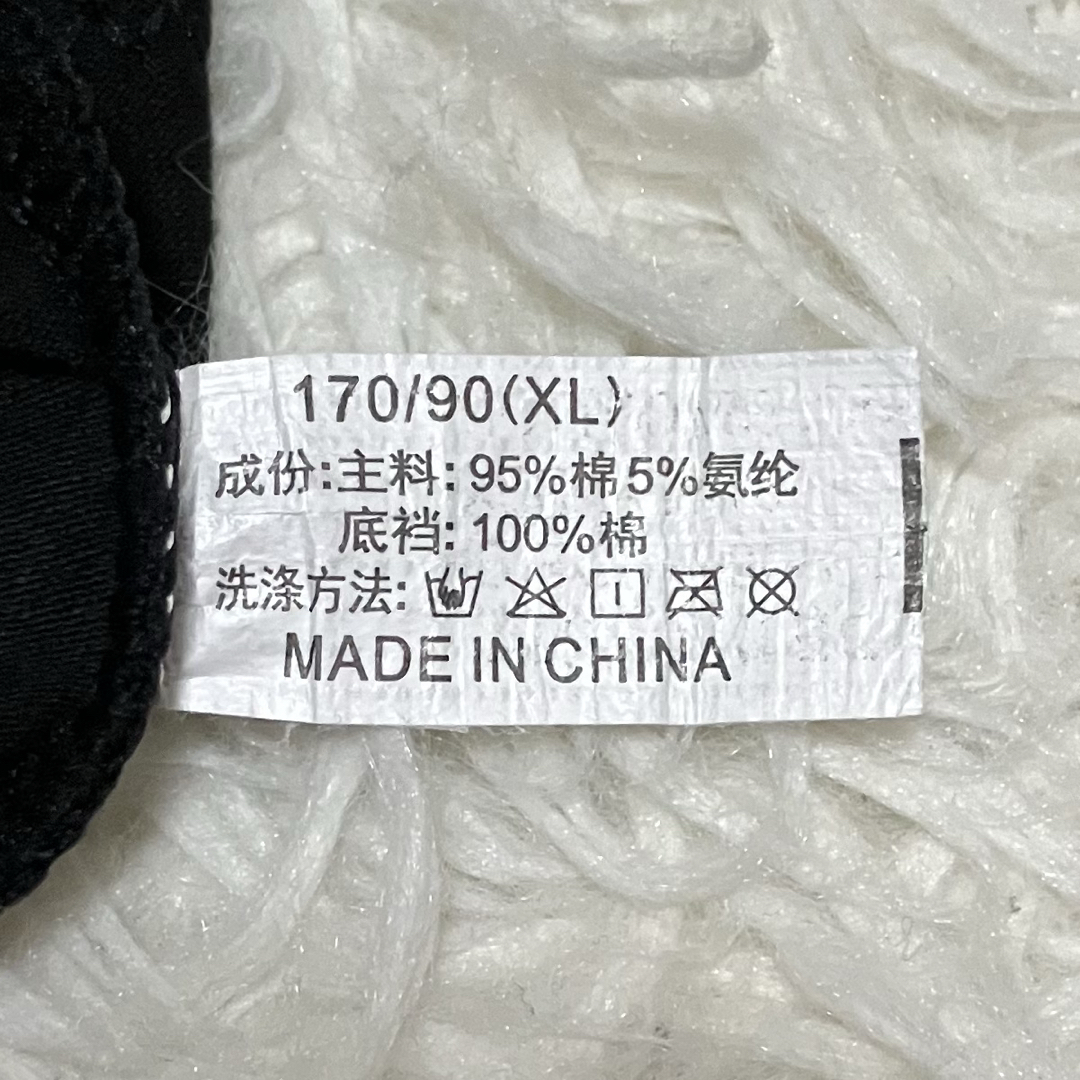 170/90(XL)
成份:主料:95%棉5%氨纶
底裆:100%棉
洗涤方法:
MADE IN CHINA